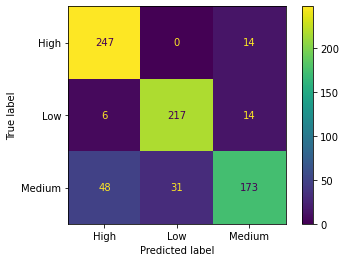 High 247 0 14
Low 6 217 14
Medium 48 31 173
High Low Medium
Predicted label
True label
0
50
100
150
200